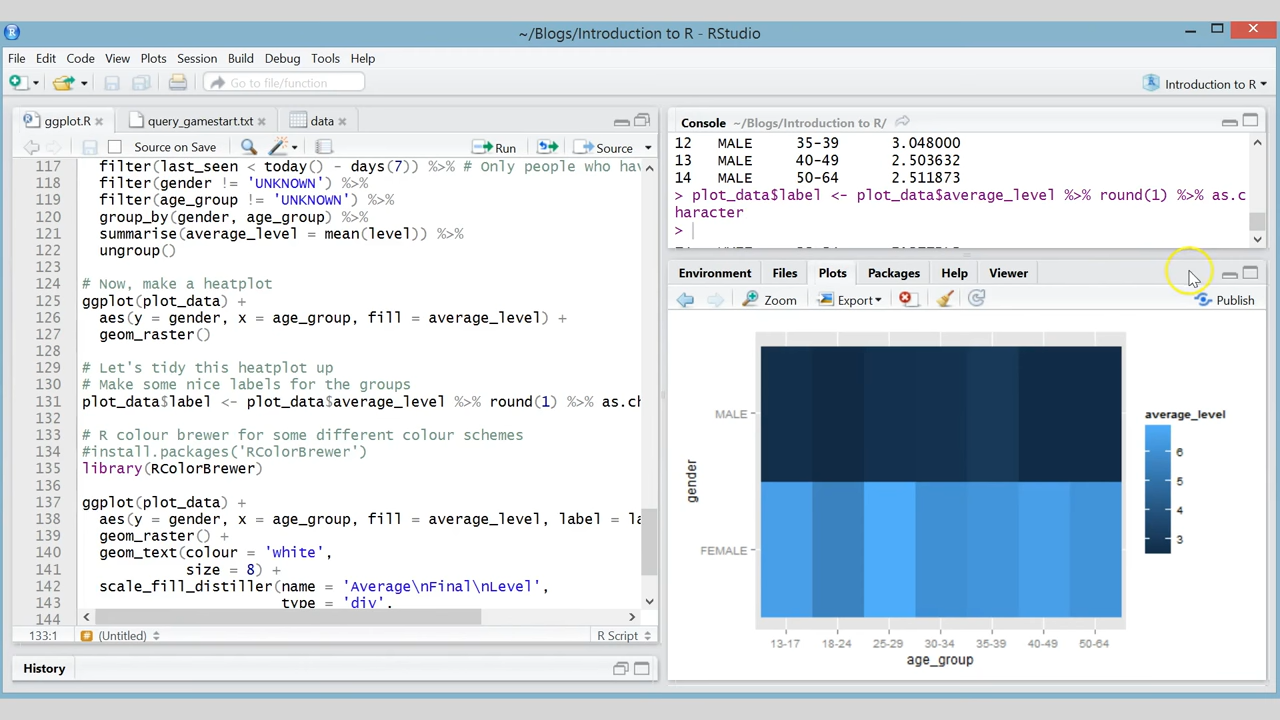 ~/Blogs/Introduction to R - RStudio
File Edit Code View Plots Session Build Debug Tools Help
Go to file/function
Introduction to R
ggplot.R query_gamestart.txt data
Source on Save Run Source
117 filter(last_seen < today() - days(7)) %>% # Only people who hav
118 filter(gender != 'UNKNOWN') %>%
119 filter(age_group != 'UNKNOWN') %>%
120 group_by(gender, age_group) %>%
121 summarise(average_level = mean(level)) %>%
122 ungroup()
123
124 # Now, make a heatplot
125 ggplot(plot_data) +
126 aes(y = gender, x = age_group, fill = average_level) +
127 geom_raster()
128
129 # Let's tidy this heatplot up
130 # Make some nice labels for the groups
131 plot_data$label <- plot_data$average_level %>% round(1) %>% as.ch
132
133 # R colour brewer for some different colour schemes
134 #install.packages('RColorBrewer')
135 library(RColorBrewer)
136
137 ggplot(plot_data) +
138 aes(y = gender, x = age_group, fill = average_level, label = la
139 geom_raster() +
140 geom_text(colour = 'white',
141 size = 8) +
142 scale_fill_distiller(name = 'Average\nFinal\nLevel',
143 type = 'div',
144
133:1 (Untitled) R Script
History
Console ~/Blogs/Introduction to R/
12 MALE 35-39 3.048000
13 MALE 40-49 2.503632
14 MALE 50-64 2.511873
> plot_data$label <- plot_data$average_level %>% round(1) %>% as.c
haracter
>
Environment Files Plots Packages Help Viewer
Zoom Export Publish
MALE
FEMALE
gender
13-17 18-24 25-29 30-34 35-39 40-49 50-64
age_group
average_level
6
5
4
3